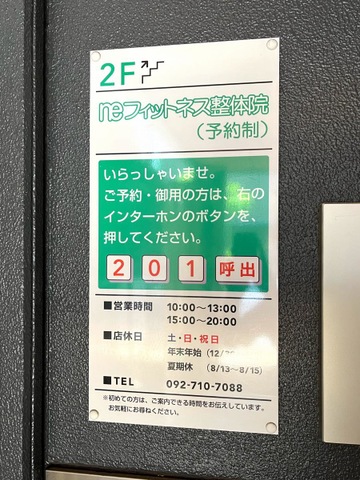 2F
neフィットネス整体院
(予約制)
いらっしゃいませ。
ご予約・御用の方は、右の
インターホンのボタンを、
押してください。
2 0 1 呼出
■営業時間 10:00〜13:00
15:00〜20:00
■店休日 土・日・祝日
年末年始 (12/
夏期休 (8/13〜8/15)
■TEL 092-710-7088
※初めての方は、ご案内できる時間をお伝えしています。
お気軽にお尋ねください。